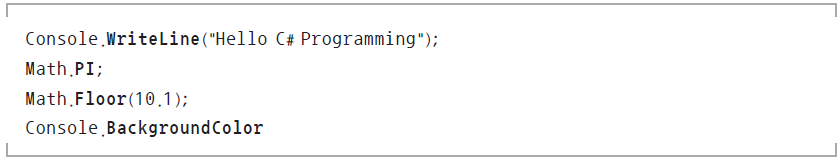 Console.WriteLine("Hello C# Programming");
Math.PI;
Math.Floor(10.1);
Console.BackgroundColor